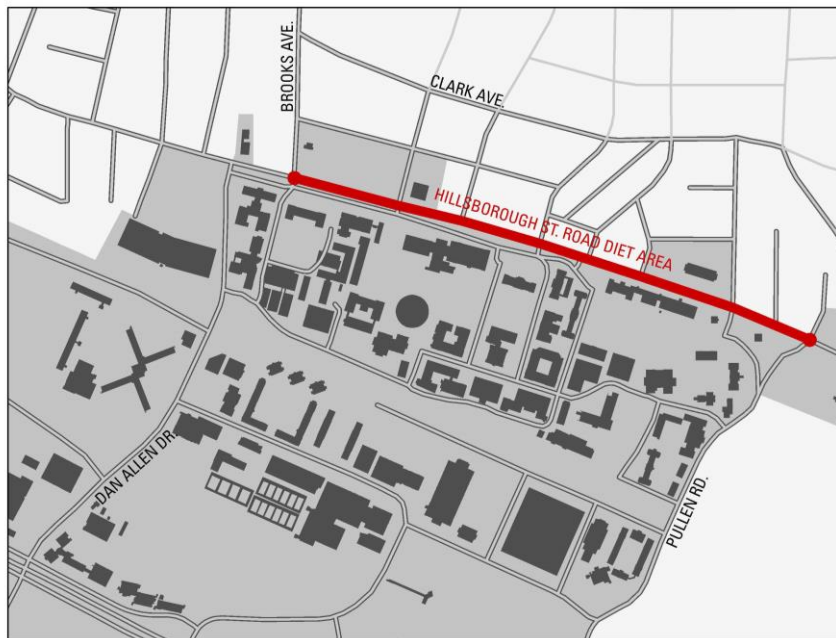 BROOKS AVE.
CLARK AVE.
HILLSBOROUGH ST. ROAD DIET AREA
DAN ALLEN DR.
PULLEN RD.